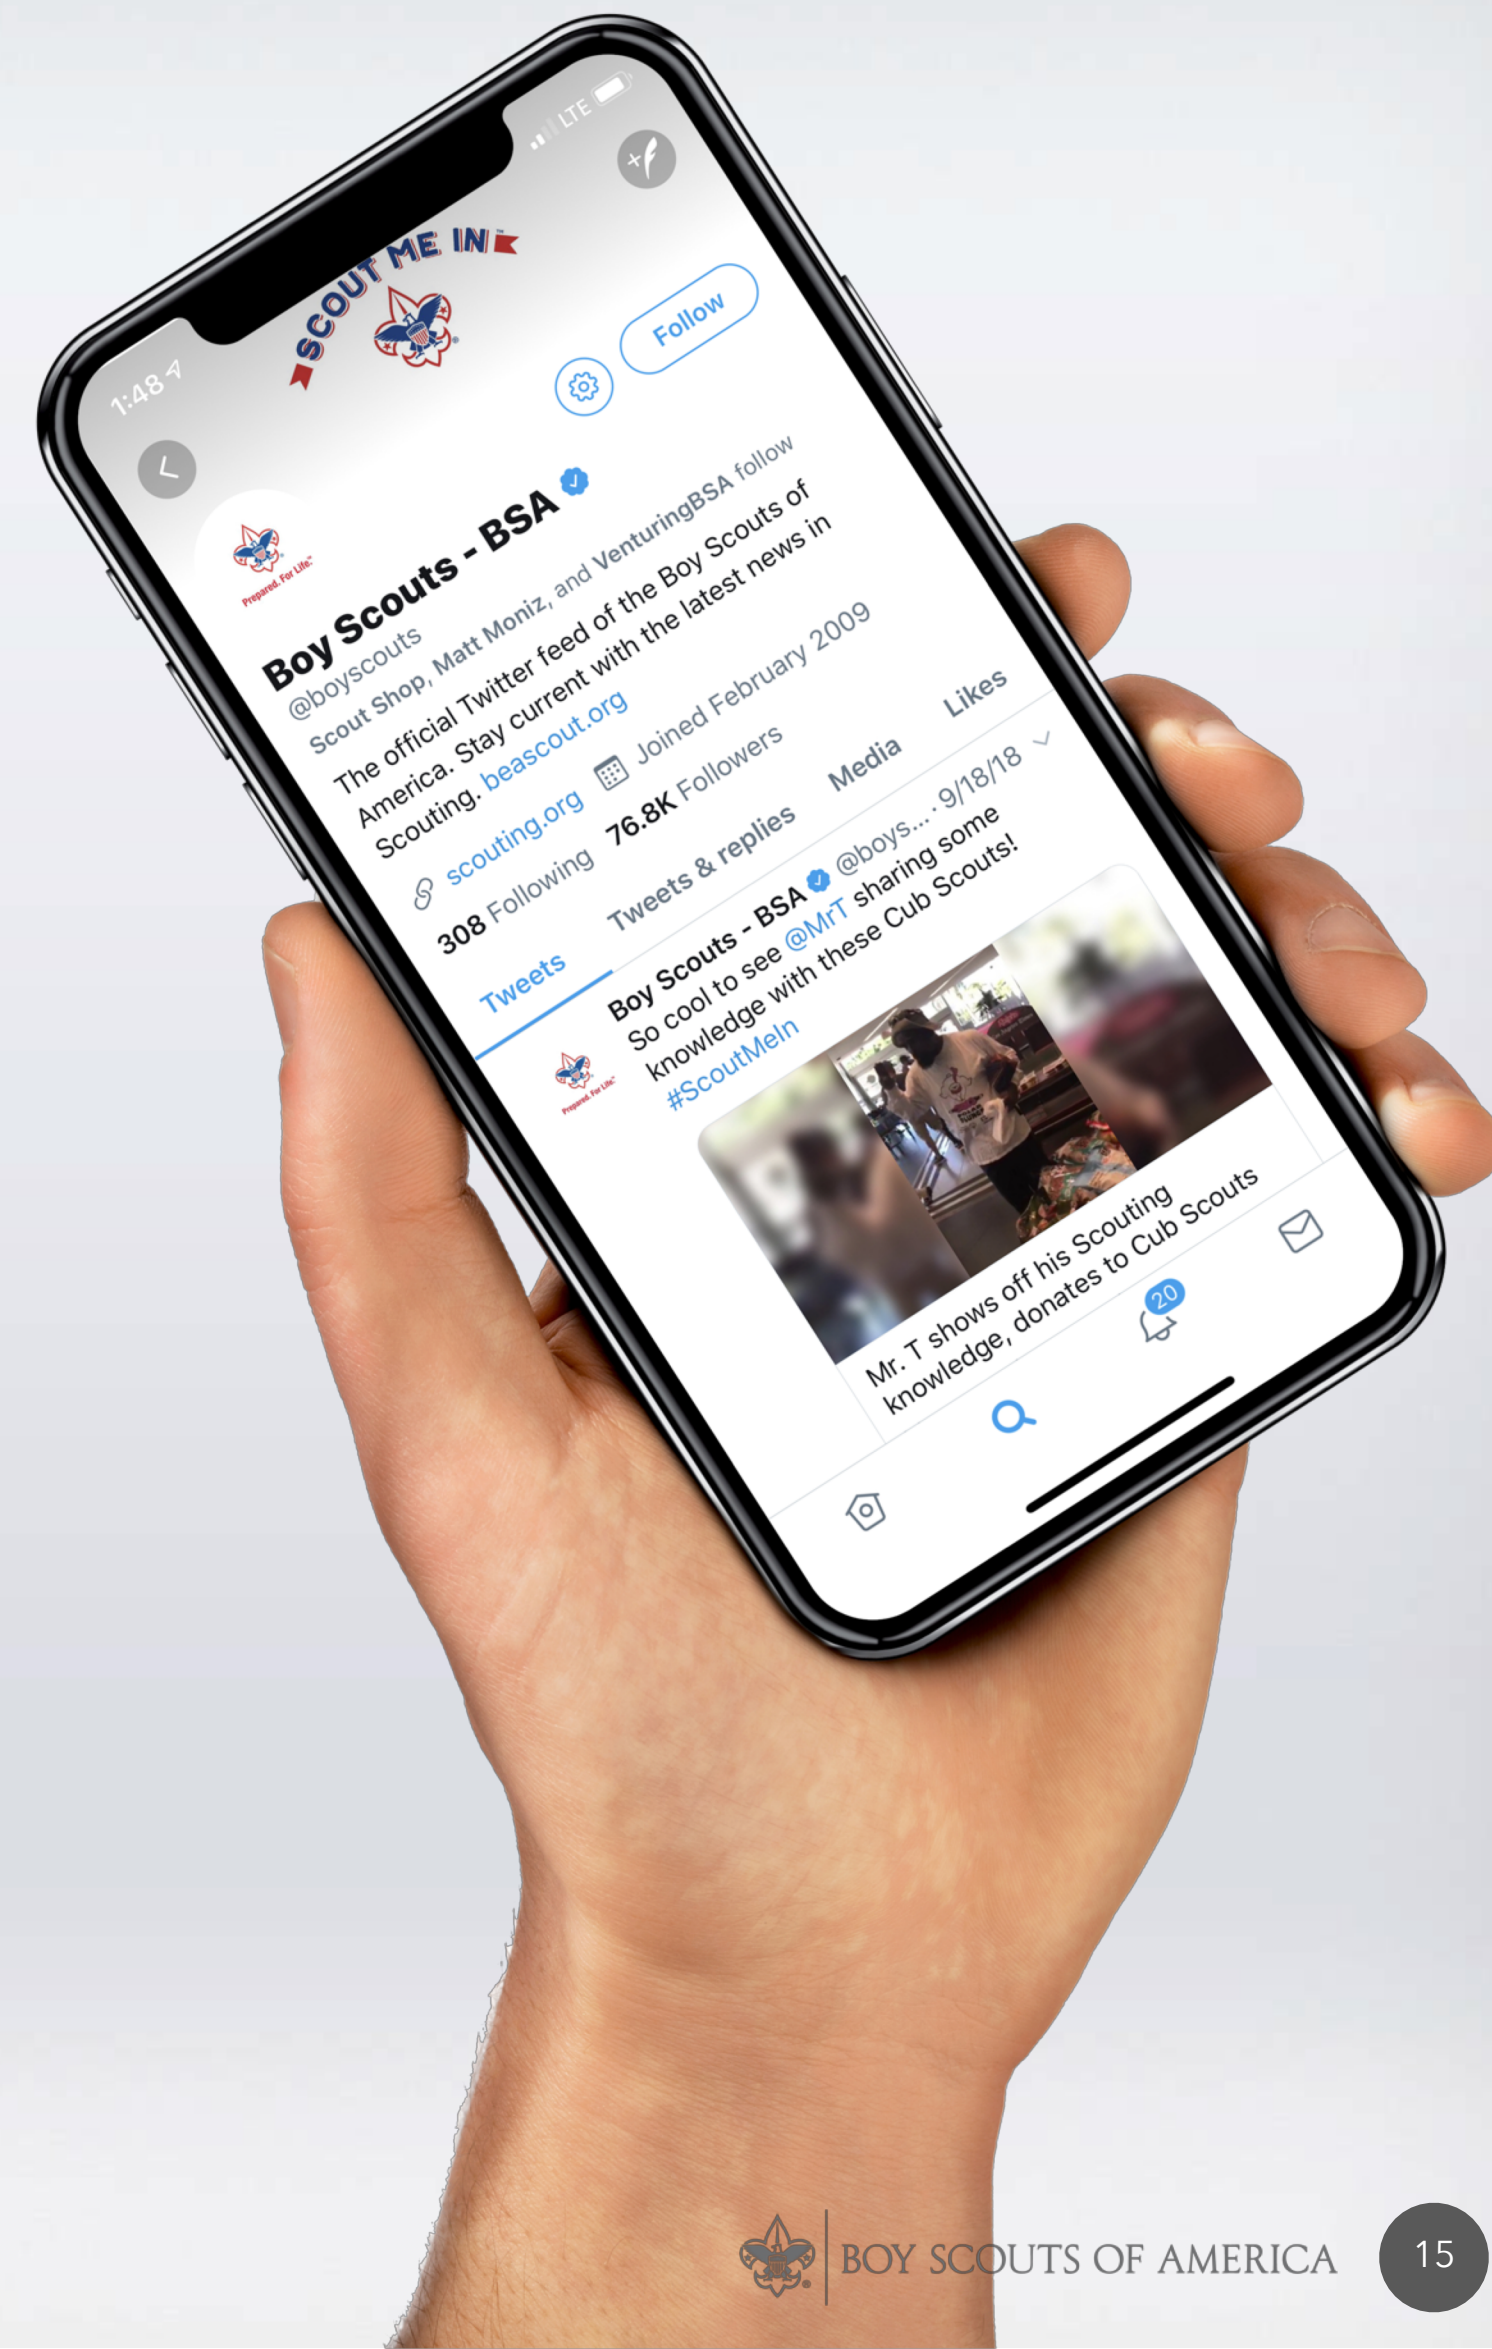 1:48
LTE
SCOUT ME IN™
Follow
Prepared. For Life.™
Boy Scouts - BSA
@boyscouts
Scout Shop, Matt Moniz, and VenturingBSA follow
The official Twitter feed of the Boy Scouts of
America. Stay current with the latest news in
Scouting. beascout.org
scouting.org Joined February 2009
308 Following 76.8K Followers
Tweets Tweets & replies Media Likes
Boy Scouts - BSA @boys... · 9/18/18
So cool to see @MrT sharing some
knowledge with these Cub Scouts!
#ScoutMeIn
Prepared. For Life.™
Mr. T shows off his Scouting
knowledge, donates to Cub Scouts
20
BOY SCOUTS OF AMERICA
15